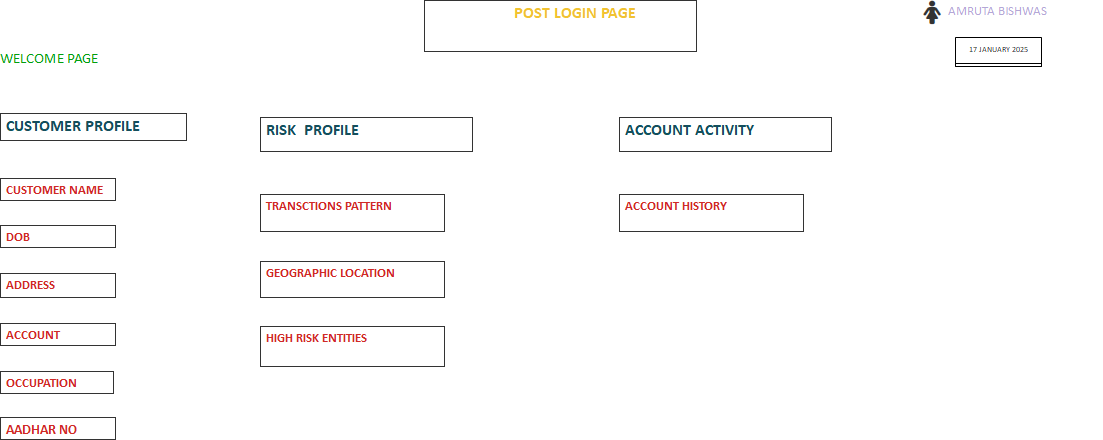 POST LOGIN PAGE
AMRUTA BISHWAS
17 JANUARY 2025
WELCOME PAGE
CUSTOMER PROFILE
RISK  PROFILE
ACCOUNT ACTIVITY
CUSTOMER NAME
TRANSCTIONS PATTERN
ACCOUNT HISTORY
DOB
GEOGRAPHIC LOCATION
ADDRESS
ACCOUNT
HIGH RISK ENTITIES
OCCUPATION
AADHAR NO